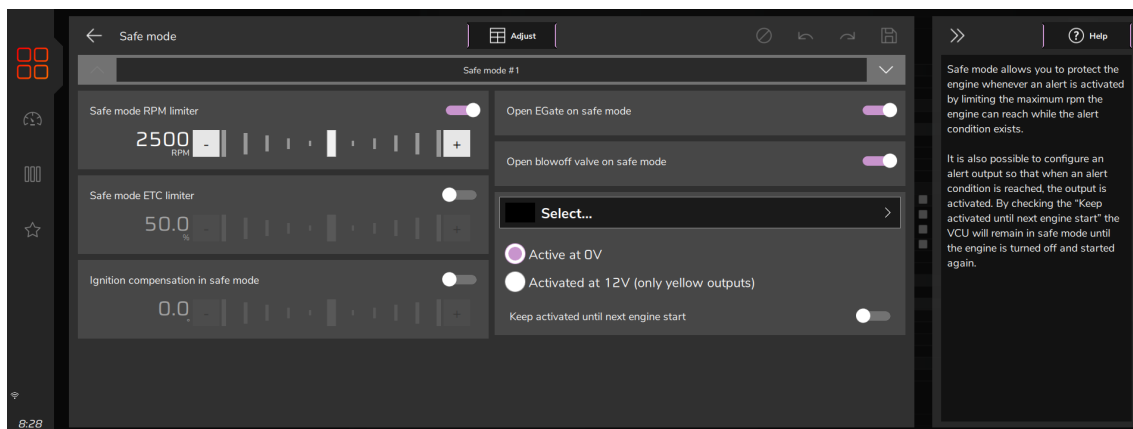 Safe mode
Adjust
Help
Safe mode #1
Safe mode RPM limiter
2500
RPM
-
+
Safe mode ETC limiter
50.0
%
-
+
Ignition compensation in safe mode
0.0
°
-
+
Open EGate on safe mode
Open blowoff valve on safe mode
Select...
Active at 0V
Activated at 12V (only yellow outputs)
Keep activated until next engine start
Safe mode allows you to protect the
engine whenever an alert is activated
by limiting the maximum rpm the
engine can reach while the alert
condition exists.
It is also possible to configure an
alert output so that when an alert
condition is reached, the output is
activated. By checking the “Keep
activated until next engine start” the
VCU will remain in safe mode until
the engine is turned off and started
again.
8:28